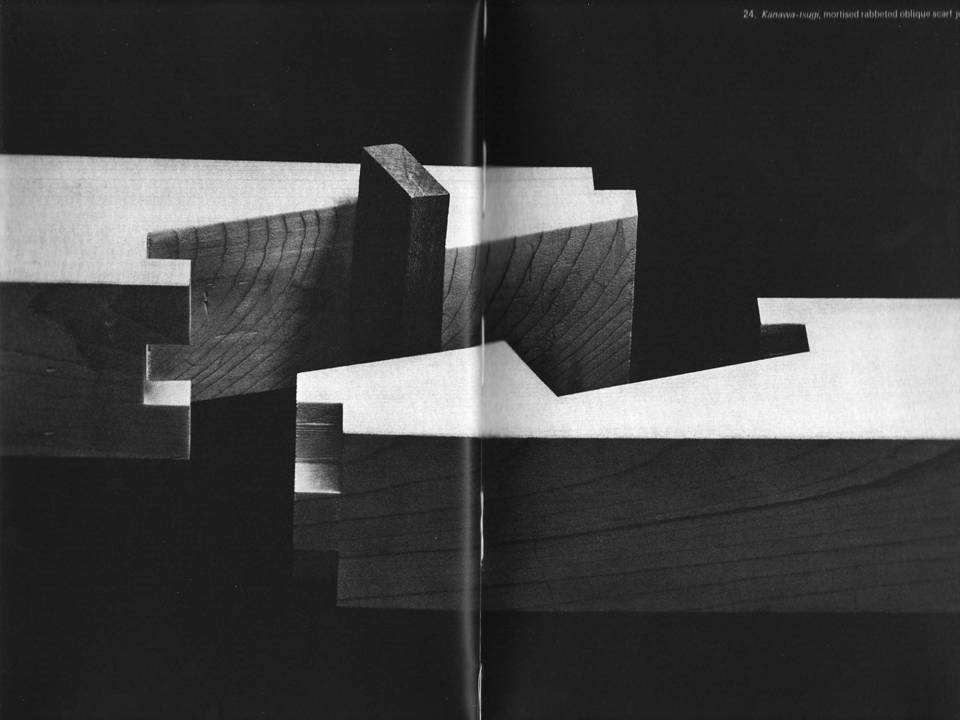 24. Kanawa-tsugi, mortised rabbeted oblique scarf